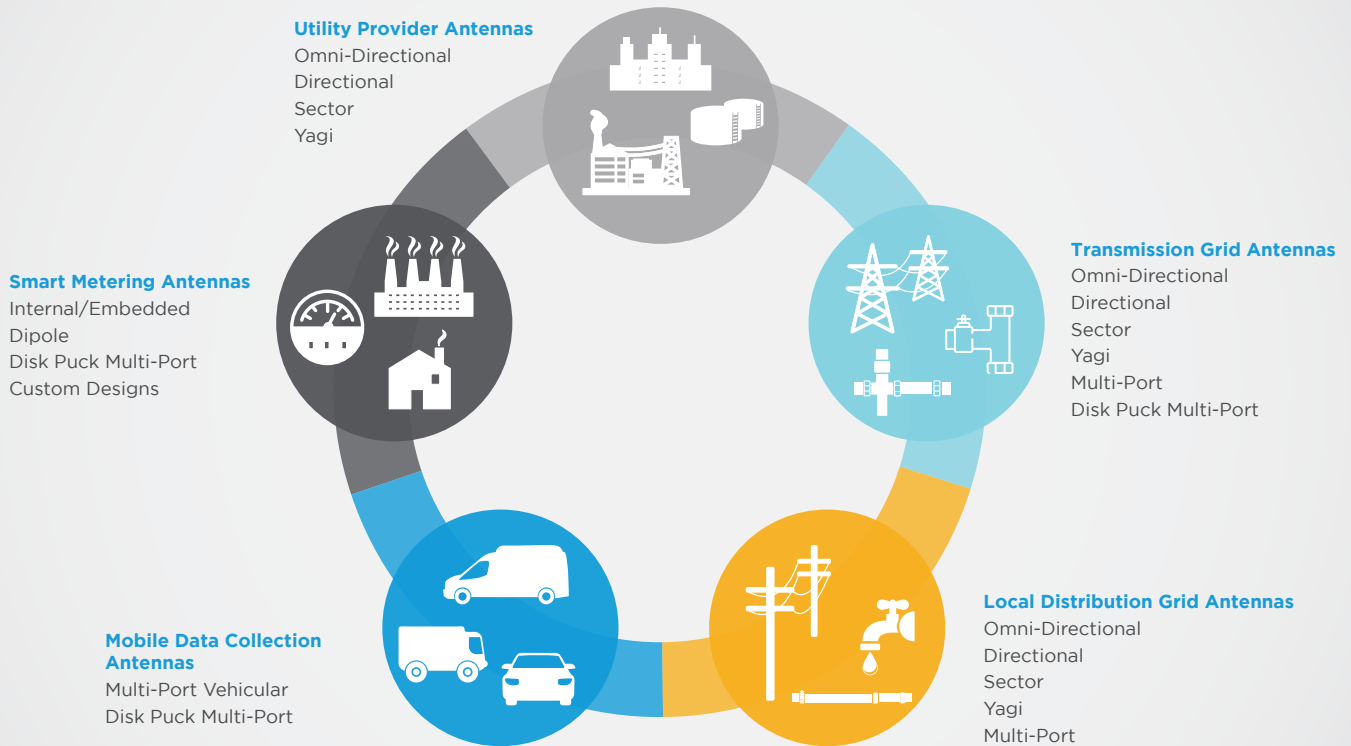 Utility Provider Antennas
Omni-Directional
Directional
Sector
Yagi
Transmission Grid Antennas
Omni-Directional
Directional
Sector
Yagi
Multi-Port
Disk Puck Multi-Port
Smart Metering Antennas
Internal/Embedded
Dipole
Disk Puck Multi-Port
Custom Designs
Local Distribution Grid Antennas
Omni-Directional
Directional
Sector
Yagi
Multi-Port
Mobile Data Collection
Antennas
Multi-Port Vehicular
Disk Puck Multi-Port